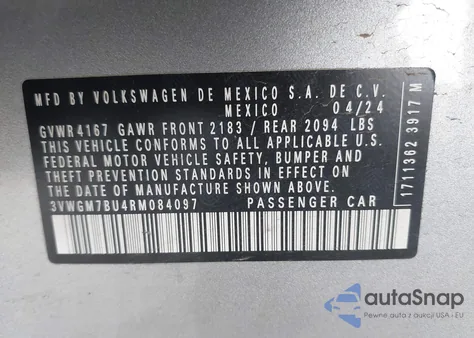 MFD BY VOLKSWAGEN DE MEXICO S.A. DE C.V.
MEXICO 04/24
GVWR 4167 GAWR FRONT 2183 / REAR 2094 LBS
THIS VEHICLE CONFORMS TO ALL APPLICABLE U.S.
FEDERAL MOTOR VEHICLE SAFETY, BUMPER AND
THEFT PREVENTION STANDARDS IN EFFECT ON THE
DATE OF MANUFACTURE SHOWN ABOVE.
3VWGM7BU4RM084097 PASSENGER CAR
1711362 3917 M
autoSnap
Pewne auta z USA i EU